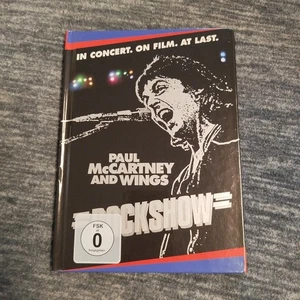 IN CONCERT. ON FILM. AT LAST.
PAUL
McCARTNEY
AND WINGS
ROCKSHOW
FSK
0